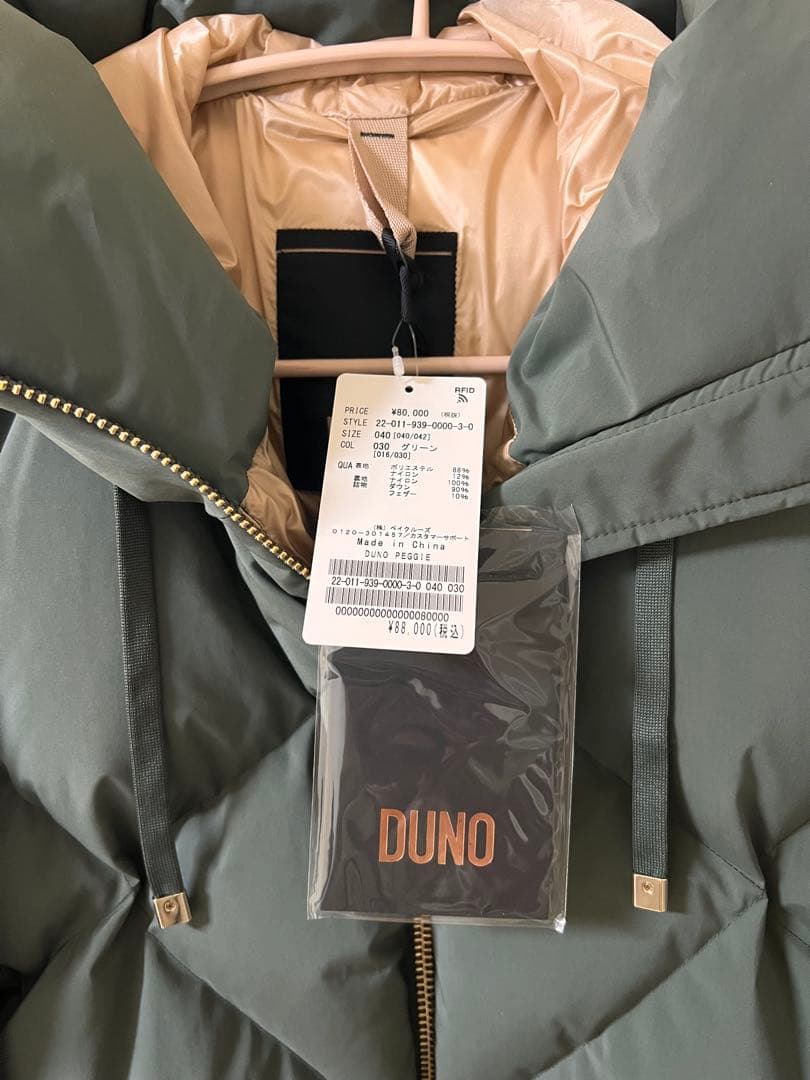 RFID
PRICE ¥80,000 (税抜)
STYLE 22-011-939-0000-3-0
SIZE 040 [040/042]
COL 030 グリーン
[016/030]
QUA 表地 ポリエステル 88%
ナイロン 12%
裏地 ナイロン 100%
詰物 ダウン 90%
フェザー 10%
(株) ベイクルーズ
0120-301457/カスタマーサポート
Made in China
DUNO PEGGIE
22-011-939-0000-3-0 040 030
00000000000000080000
¥88,000(税込)
DUNO